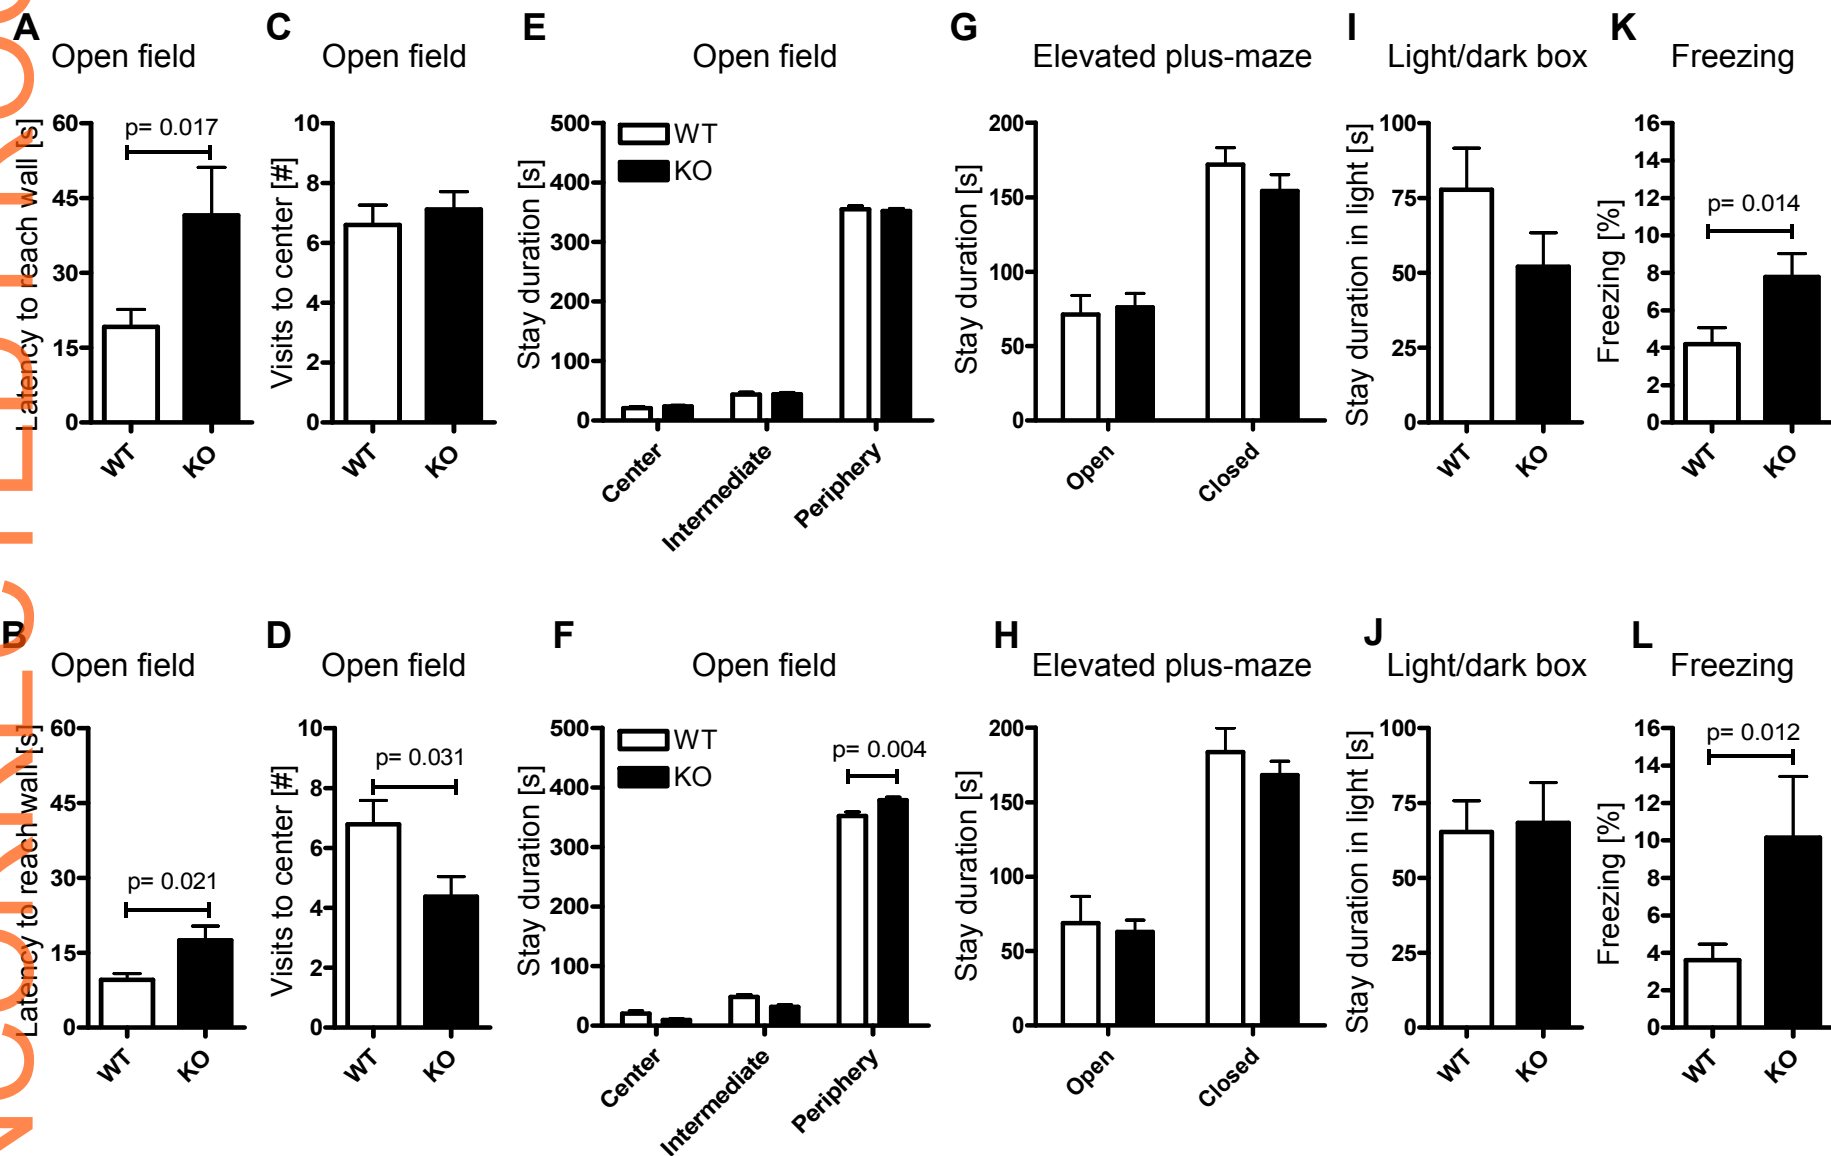 A
C
E
G
I
K
Open field
Open field
Open field
Elevated plus-maze
Light/dark box
Freezing
Latency to reach wall [s]
60
45
30
15
0
p= 0.017
WT
KO
Visits to center [#]
10
8
6
4
2
0
WT
KO
Stay duration [s]
500
400
300
200
100
0
WT
KO
Center
Intermediate
Periphery
Stay duration [s]
200
150
100
50
0
Open
Closed
Stay duration in light [s]
100
75
50
25
0
WT
KO
Freezing [%]
16
14
12
10
8
6
4
2
0
p= 0.014
WT
KO
B
D
F
H
J
L
Open field
Open field
Open field
Elevated plus-maze
Light/dark box
Freezing
Latency to reach wall [s]
60
45
30
15
0
p= 0.021
WT
KO
Visits to center [#]
10
8
6
4
2
0
p= 0.031
WT
KO
Stay duration [s]
500
400
300
200
100
0
WT
KO
p= 0.004
Center
Intermediate
Periphery
Stay duration [s]
200
150
100
50
0
Open
Closed
Stay duration in light [s]
100
75
50
25
0
WT
KO
Freezing [%]
16
14
12
10
8
6
4
2
0
p= 0.012
WT
KO